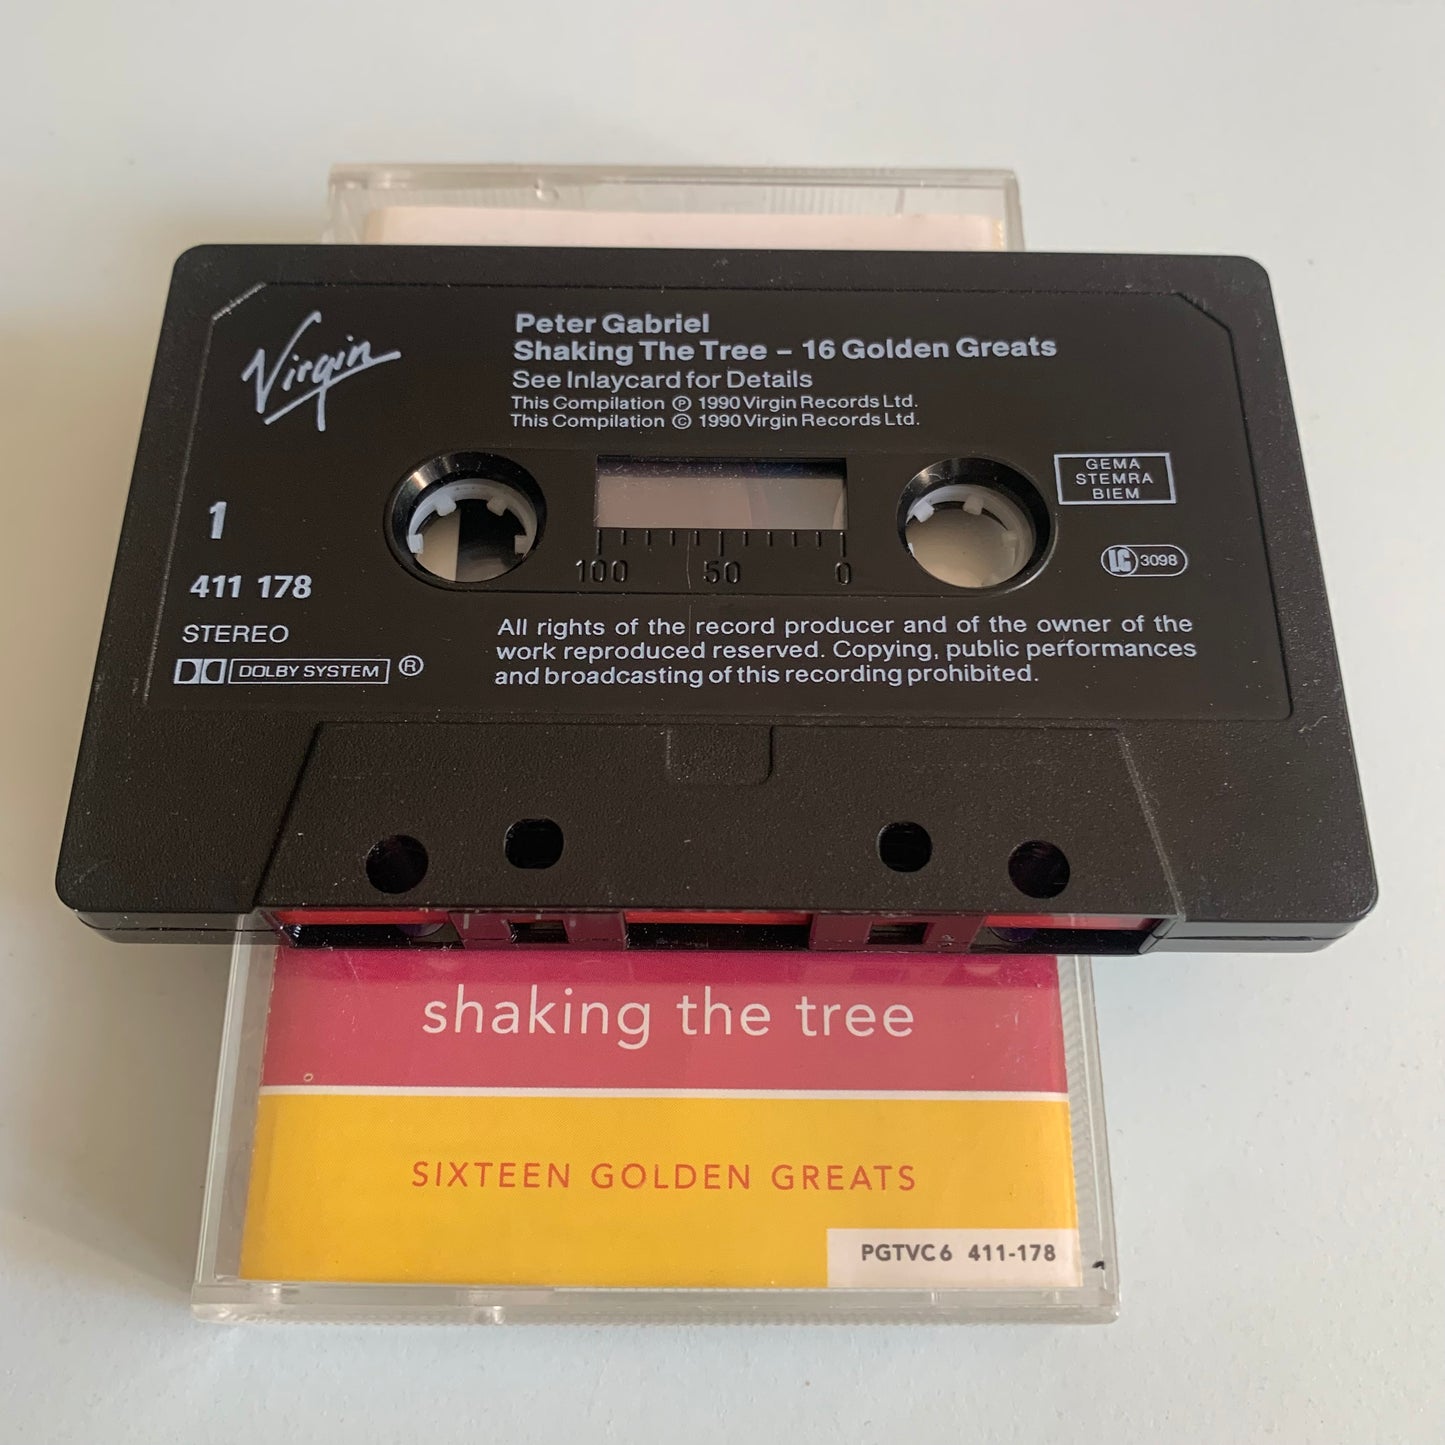 Virgin
Peter Gabriel
Shaking The Tree – 16 Golden Greats
See Inlaycard for Details
This Compilation ℗ 1990 Virgin Records Ltd.
This Compilation © 1990 Virgin Records Ltd.
GEMA
STEMRA
BIEM
1
100 50 0
LC 3098
411 178
STEREO
DOLBY SYSTEM ®
All rights of the record producer and of the owner of the
work reproduced reserved. Copying, public performances
and broadcasting of this recording prohibited.
shaking the tree
SIXTEEN GOLDEN GREATS
PGTVC6 411-178